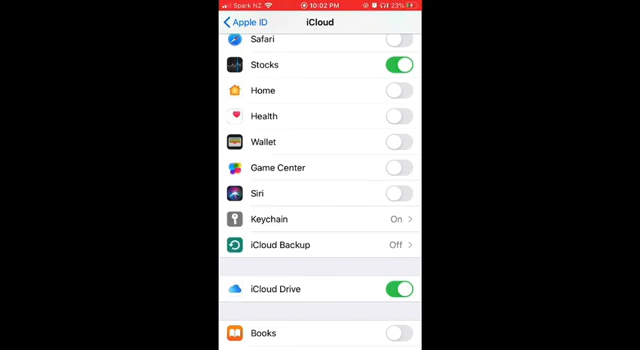 Spark NZ 10:02 PM 23%
Apple ID iCloud
Safari
Stocks
Home
Health
Wallet
Game Center
Siri
Keychain On
iCloud Backup Off
iCloud Drive
Books